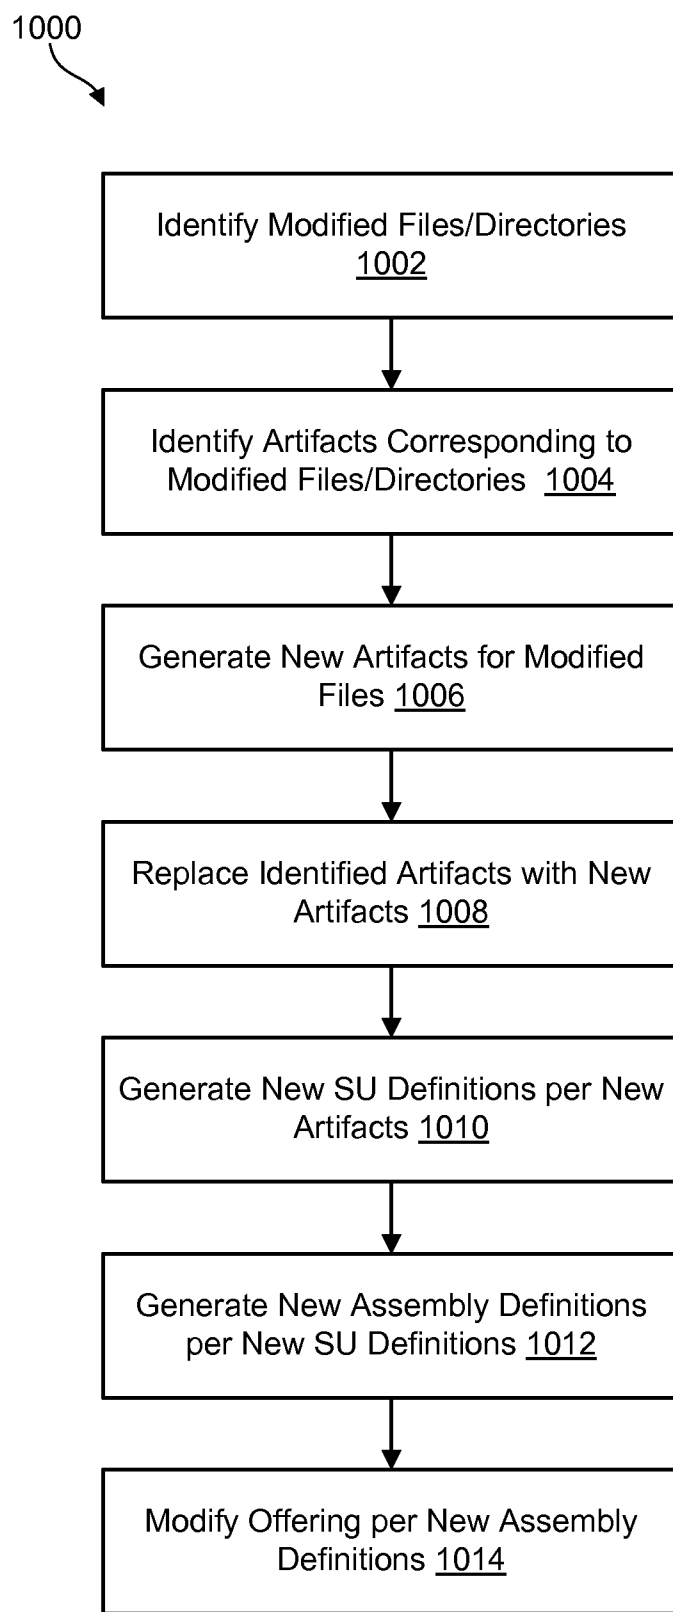 1000
Identify Modified Files/Directories
1002
Identify Artifacts Corresponding to
Modified Files/Directories 1004
Generate New Artifacts for Modified
Files 1006
Replace Identified Artifacts with New
Artifacts 1008
Generate New SU Definitions per New
Artifacts 1010
Generate New Assembly Definitions
per New SU Definitions 1012
Modify Offering per New Assembly
Definitions 1014